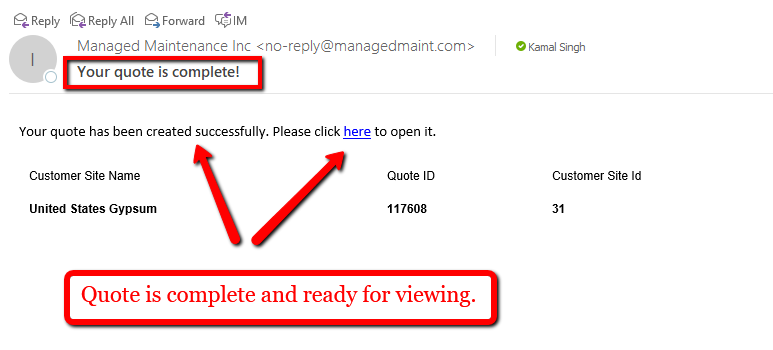 Reply Reply All Forward IM
I Managed Maintenance Inc <no-reply@managedmaint.com> Kamal Singh
Your quote is complete!
Your quote has been created successfully. Please click here to open it.
Customer Site Name Quote ID Customer Site Id
United States Gypsum 117608 31
Quote is complete and ready for viewing.